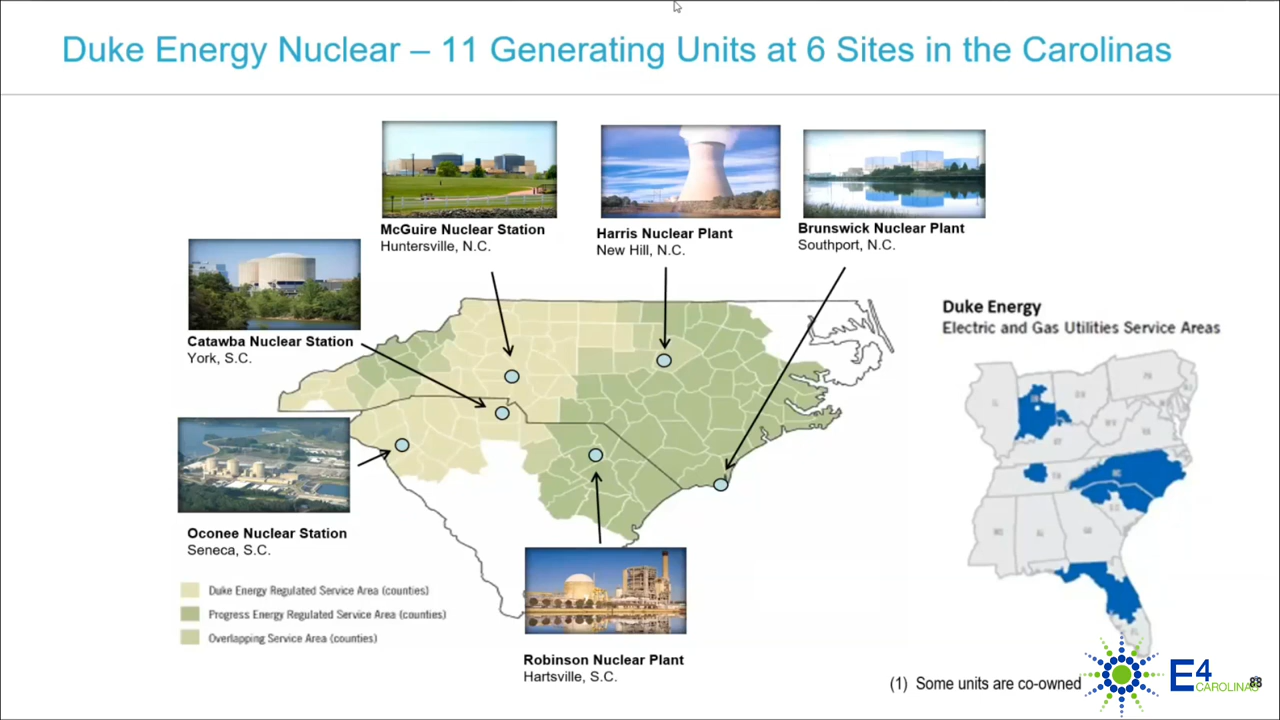 Duke Energy Nuclear – 11 Generating Units at 6 Sites in the Carolinas
McGuire Nuclear Station
Huntersville, N.C.
Harris Nuclear Plant
New Hill, N.C.
Brunswick Nuclear Plant
Southport, N.C.
Catawba Nuclear Station
York, S.C.
Duke Energy
Electric and Gas Utilities Service Areas
Oconee Nuclear Station
Seneca, S.C.
Duke Energy Regulated Service Area (counties)
Progress Energy Regulated Service Area (counties)
Overlapping Service Area (counties)
Robinson Nuclear Plant
Hartsville, S.C.
(1) Some units are co-owned
E4
CAROLINAS